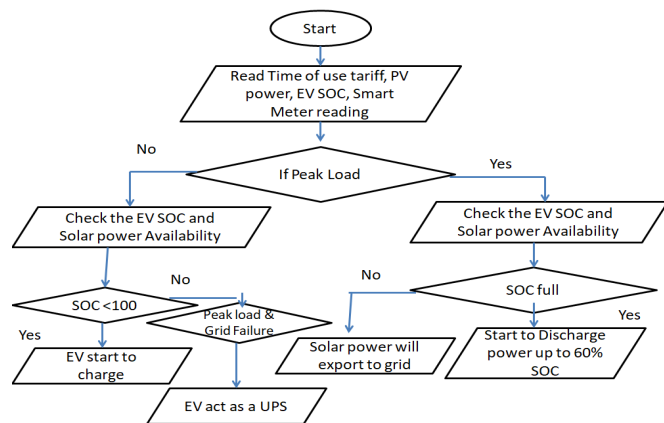 Start
Read Time of use tariff, PV
power, EV SOC, Smart
Meter reading
No
Yes
If Peak Load
Check the EV SOC and
Solar power Availability
Check the EV SOC and
Solar power Availability
No
No
SOC full
SOC <100
Peak load &
Grid Failure
Yes
Yes
EV start to
charge
Solar power will
export to grid
Start to Discharge
power up to 60%
SOC
EV act as a UPS